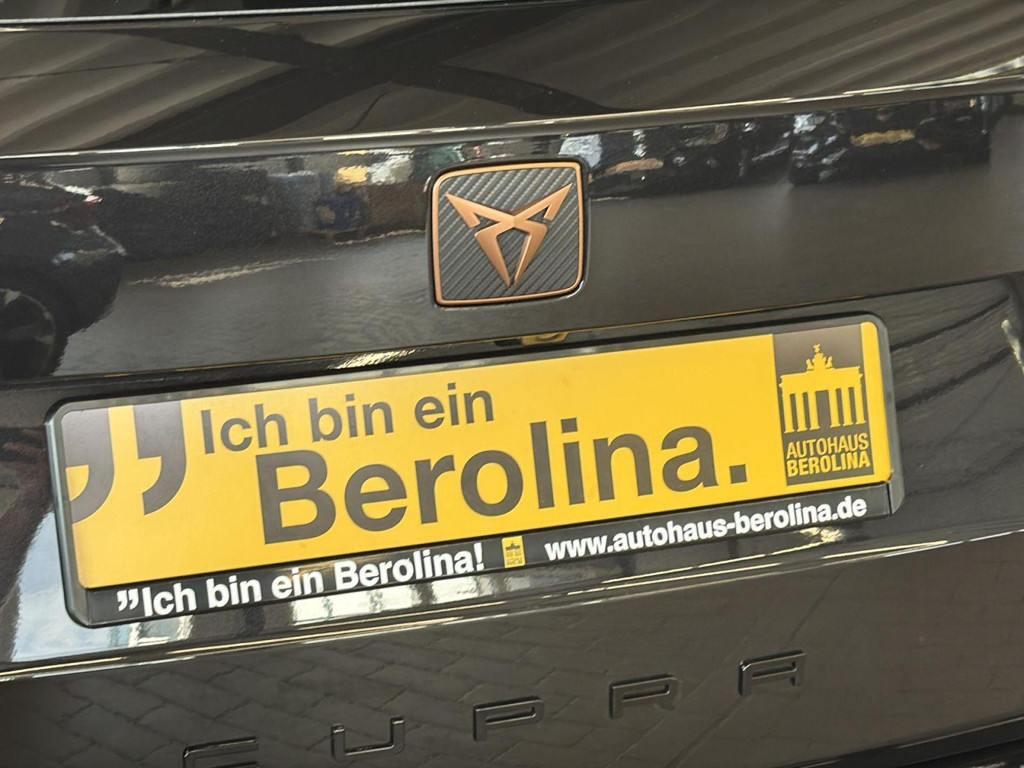 ”Ich bin ein
Berolina.
AUTOHAUS
BEROLINA
”Ich bin ein Berolina! www.autohaus-berolina.de
CUPRA